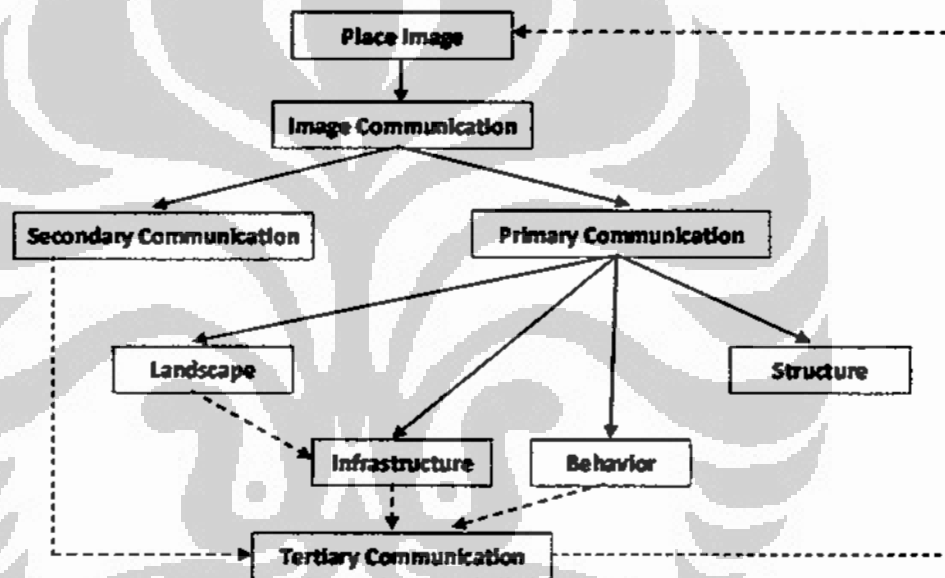 Place Image
Image Communication
Secondary Communication
Primary Communication
Landscape
Structure
Infrastructure
Behavior
Tertiary Communication